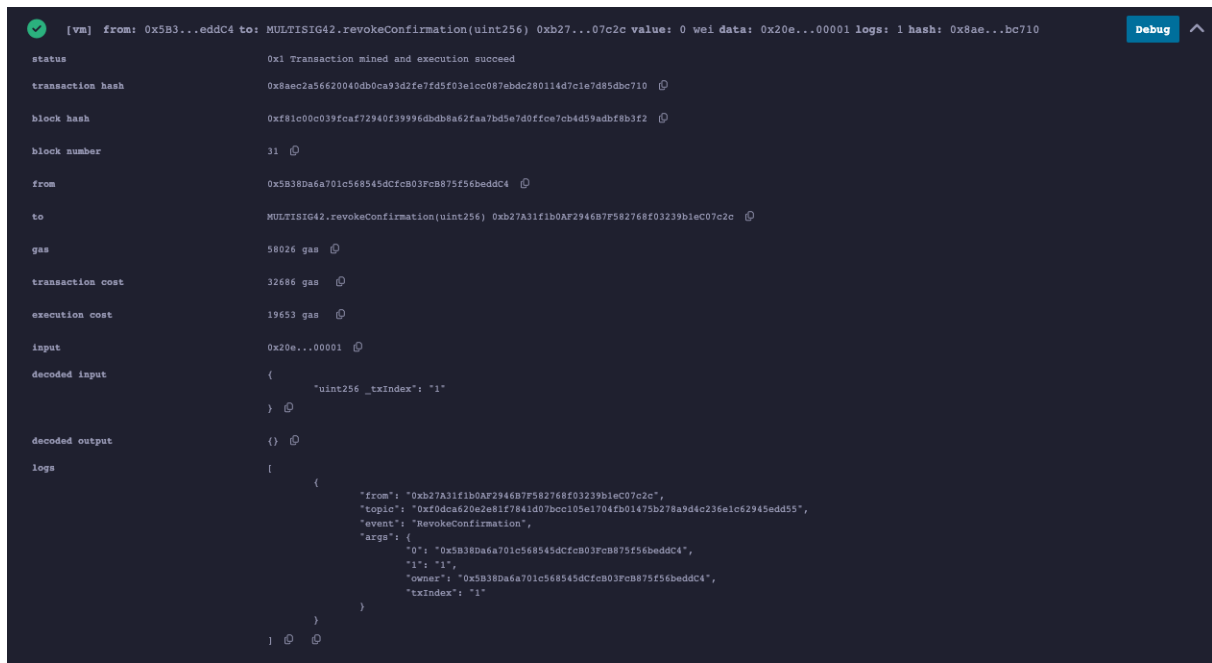 [vm] from: 0x5B3...eddC4 to: MULTISIG42.revokeConfirmation(uint256) 0xb27...07c2c value: 0 wei data: 0x20e...00001 logs: 1 hash: 0x8ae...bc710 Debug
status 0x1 Transaction mined and execution succeed
transaction hash 0x8aec2a56620040db0ca93d2fe7fd5f03e1cc087ebdc280114d7c1e7d85dbc710
block hash 0xf81c00c039fcaf72940f39996dbdb8a62faa7bd5e7d0ffce7cb4d59adbf8b3f2
block number 31
from 0x5B38Da6a701c568545dCfcB03FcB875f56beddC4
to MULTISIG42.revokeConfirmation(uint256) 0xb27A31f1b0AF2946B7F582768f03239b1eC07c2c
gas 58026 gas
transaction cost 32686 gas
execution cost 19653 gas
input 0x20e...00001
decoded input {
"uint256 _txIndex": "1"
}
decoded output {}
logs [
{
"from": "0xb27A31f1b0AF2946B7F582768f03239b1eC07c2c",
"topic": "0xf0dca620e2e81f7841d07bcc105e1704fb01475b278a9d4c236e1c62945edd55",
"event": "RevokeConfirmation",
"args": {
"0": "0x5B38Da6a701c568545dCfcB03FcB875f56beddC4",
"1": "1",
"owner": "0x5B38Da6a701c568545dCfcB03FcB875f56beddC4",
"txIndex": "1"
}
}
]